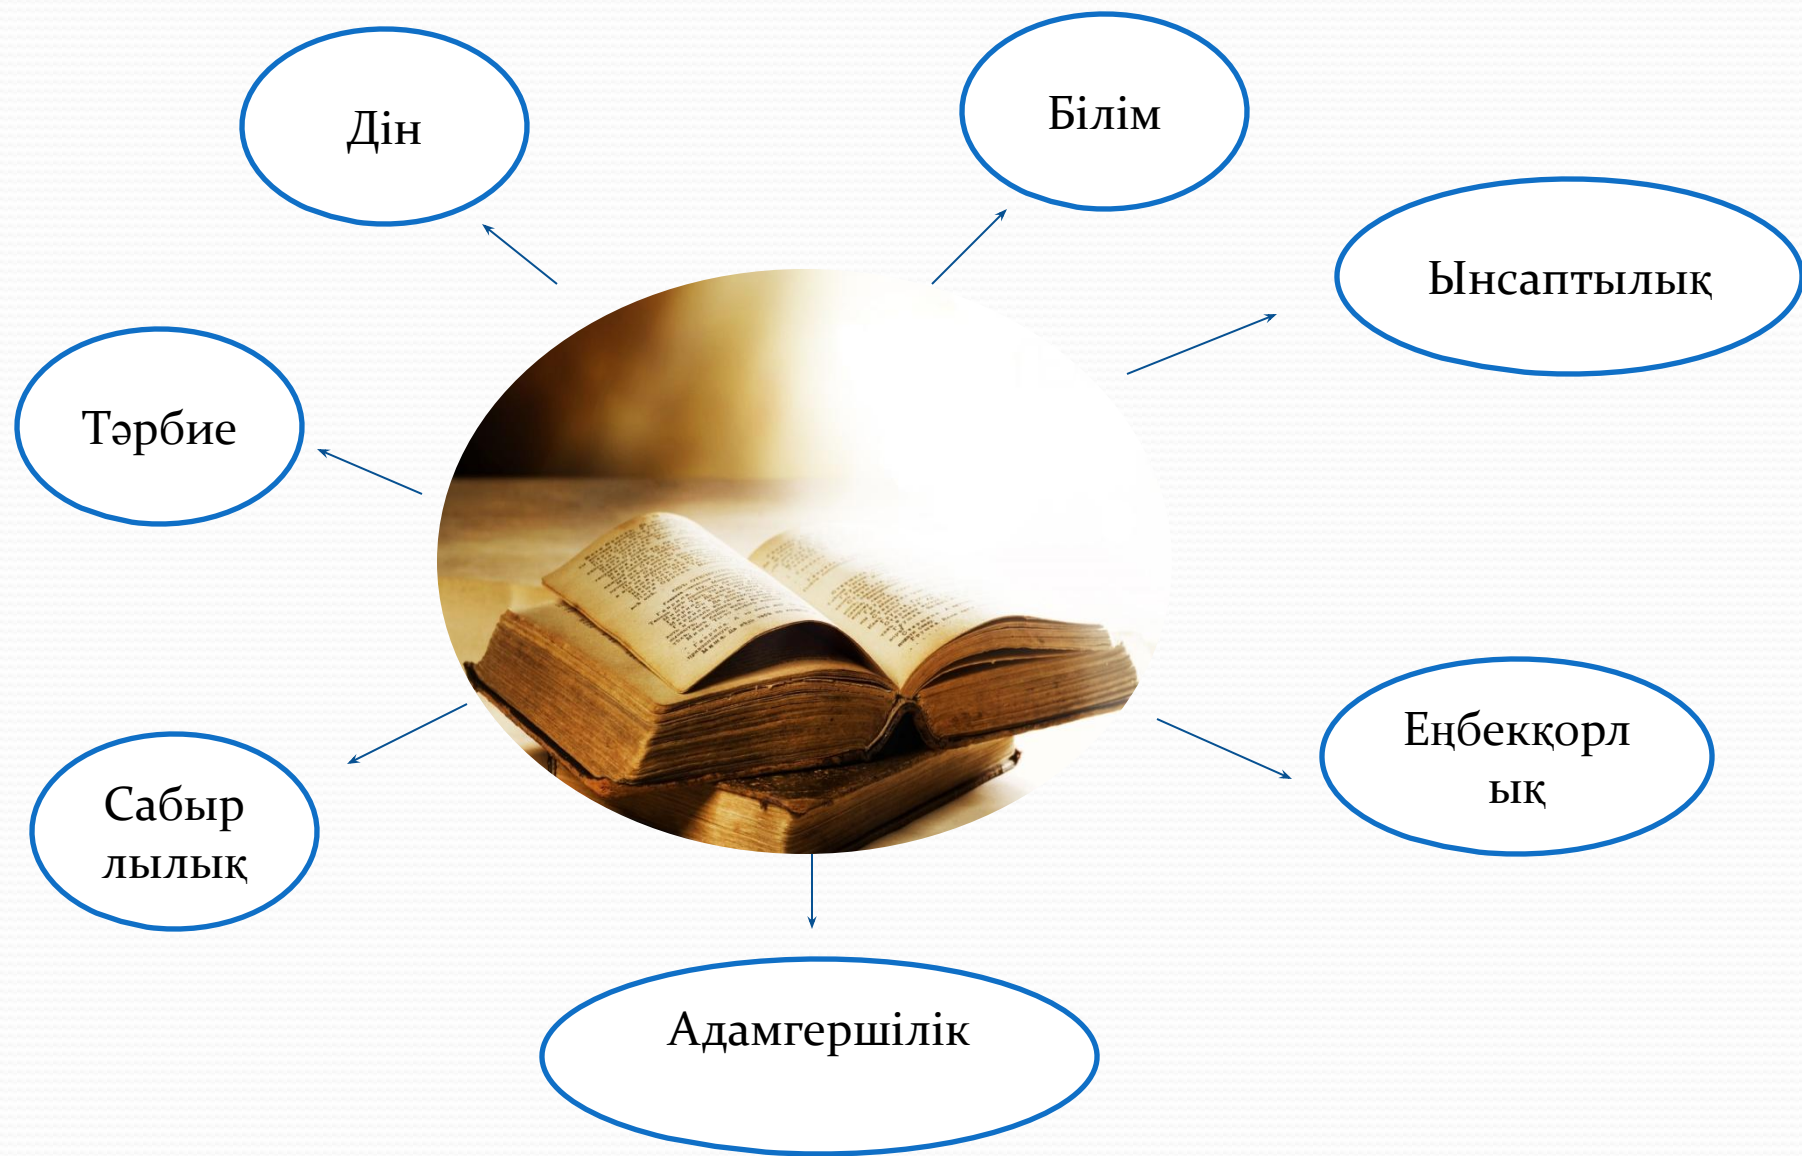 Дін
Білім
Ынсаптылық
Тәрбие
Еңбекқорл
ық
Сабыр
лылық
Адамгершілік